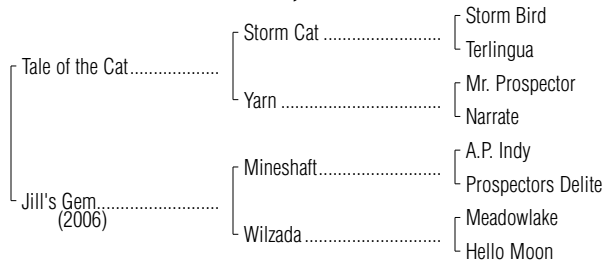 Storm Bird
Storm Cat ........................
Terlingua
Tale of the Cat..................
Mr. Prospector
Yarn .................................
Narrate
A.P. Indy
Mineshaft.........................
Prospectors Delite
Jill's Gem.........................
(2006)
Meadowlake
Wilzada ............................
Hello Moon